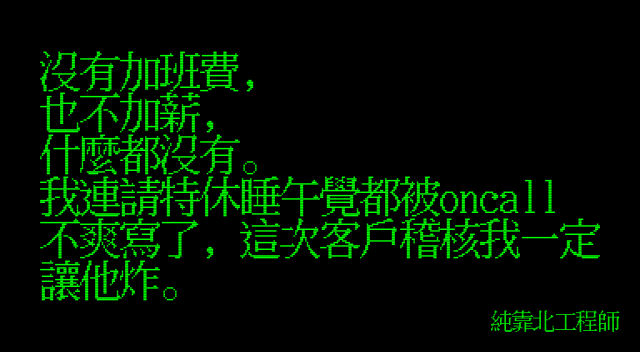 沒有加班費,
也不加薪,
什麼都沒有。
我連請特休睡午覺都被oncall
不爽寫了, 這次客戶稽核我一定
讓他炸。
純靠北工程師